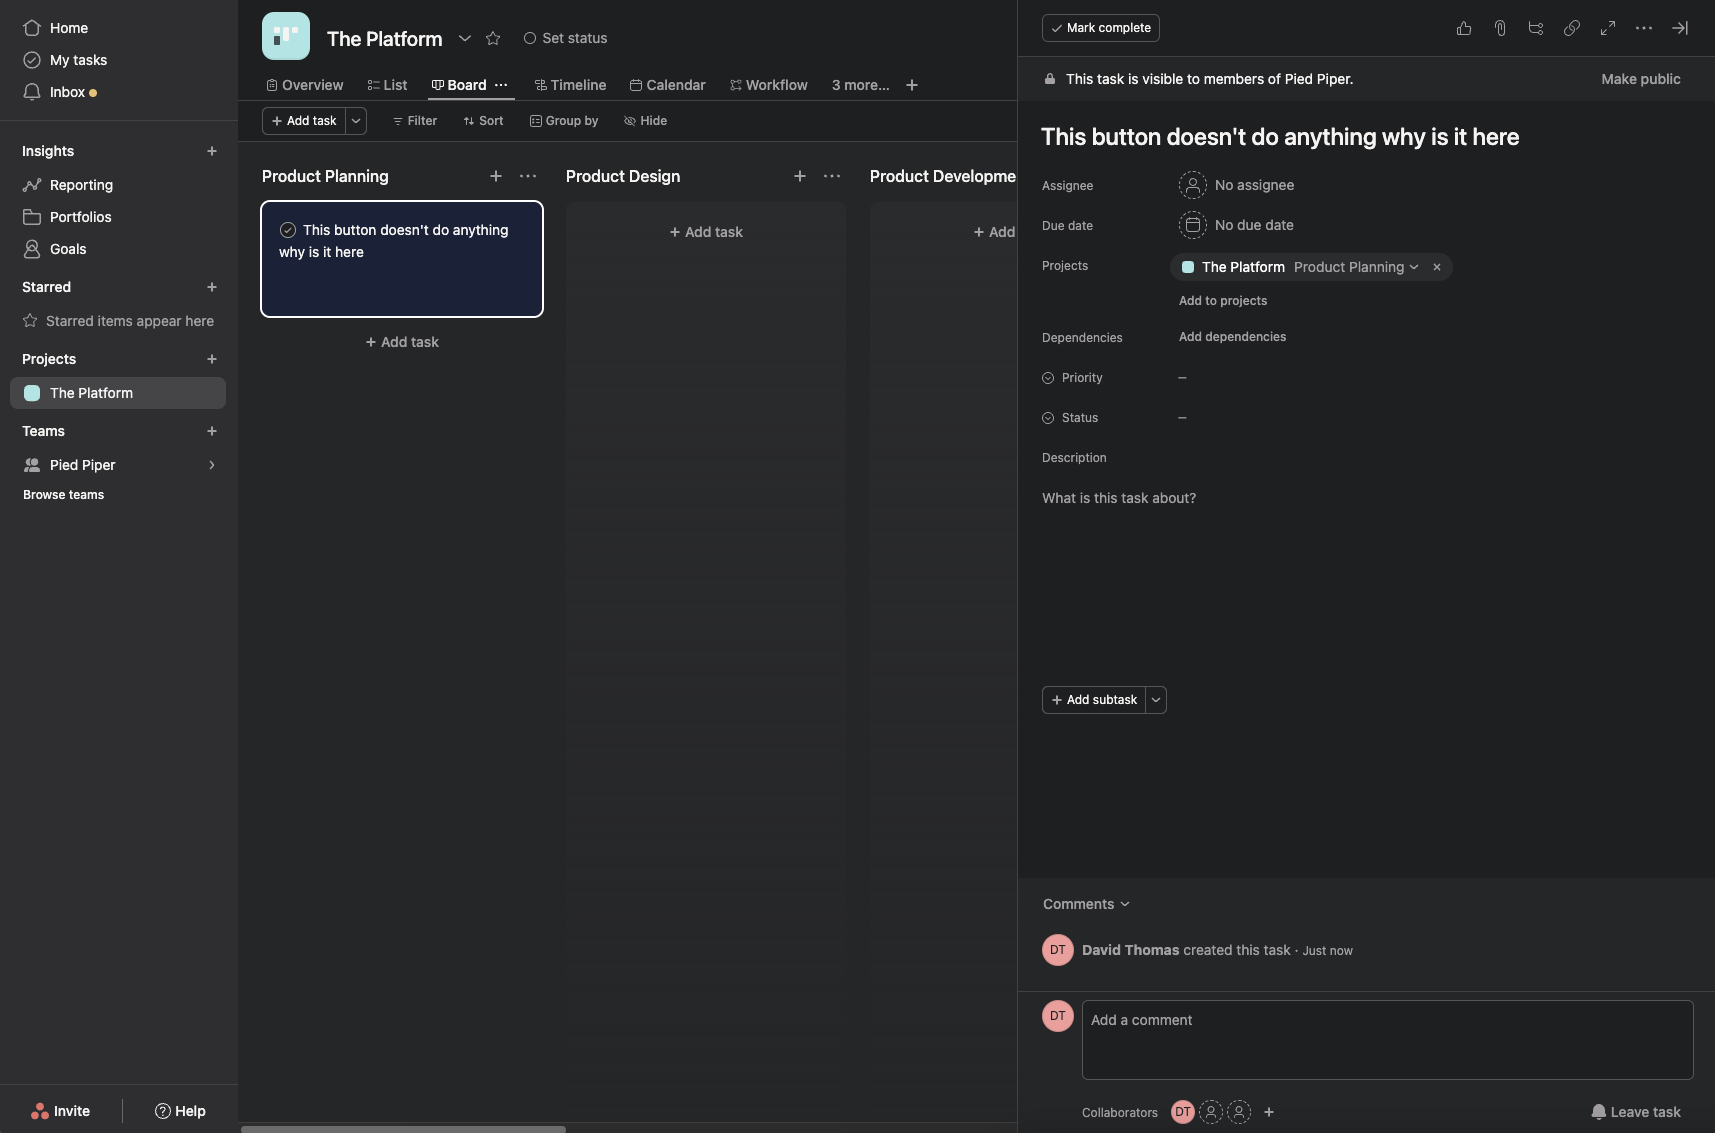 Home
My tasks
Inbox
Insights
Reporting
Portfolios
Goals
Starred
Starred items appear here
Projects
The Platform
Teams
Pied Piper
Browse teams
Invite
Help
The Platform
Set status
Overview
List
Board
Timeline
Calendar
Workflow
3 more...
Add task
Filter
Sort
Group by
Hide
Product Planning
This button doesn't do anything
why is it here
Add task
Product Design
Add task
Product Developme
Add
Mark complete
This task is visible to members of Pied Piper.
Make public
This button doesn't do anything why is it here
Assignee
No assignee
Due date
No due date
Projects
The Platform Product Planning
Add to projects
Dependencies
Add dependencies
Priority
—
Status
—
Description
What is this task about?
Add subtask
Comments
DT
David Thomas created this task · Just now
DT
Add a comment
Collaborators
DT
Leave task